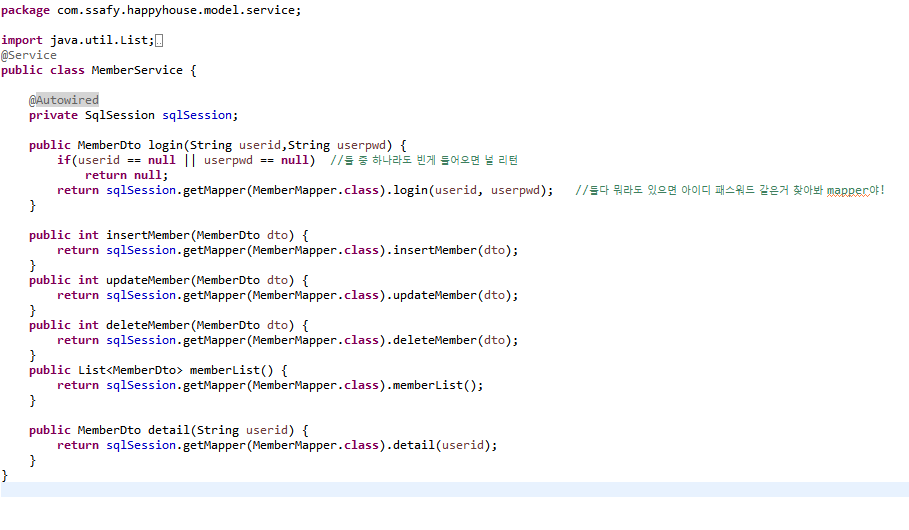 package com.ssafy.happyhouse.model.service;
import java.util.List;
@Service
public class MemberService {
@Autowired
private SqlSession sqlSession;
public MemberDto login(String userid,String userpwd) {
if(userid == null || userpwd == null)  //둘 중 하나라도 빈게 들어오면 널 리턴
return null;
return sqlSession.getMapper(MemberMapper.class).login(userid, userpwd);   //둘다 뭐라도 있으면 아이디 패스워드 같은거 찾아봐 mapper야!
}
public int insertMember(MemberDto dto) {
return sqlSession.getMapper(MemberMapper.class).insertMember(dto);
}
public int updateMember(MemberDto dto) {
return sqlSession.getMapper(MemberMapper.class).updateMember(dto);
}
public int deleteMember(MemberDto dto) {
return sqlSession.getMapper(MemberMapper.class).deleteMember(dto);
}
public List<MemberDto> memberList() {
return sqlSession.getMapper(MemberMapper.class).memberList();
}
public MemberDto detail(String userid) {
return sqlSession.getMapper(MemberMapper.class).detail(userid);
}
}